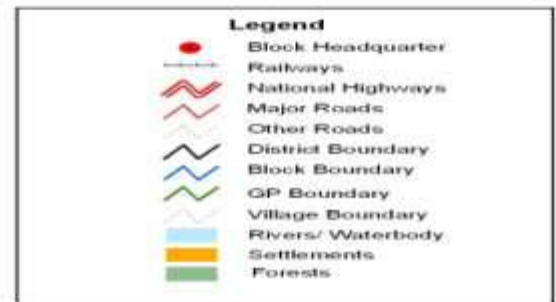 Legend
Block Headquarter
Railways
National Highways
Major Roads
Other Roads
District Boundary
Block Boundary
GP Boundary
Village Boundary
Rivers/ Waterbody
Settlements
Forests